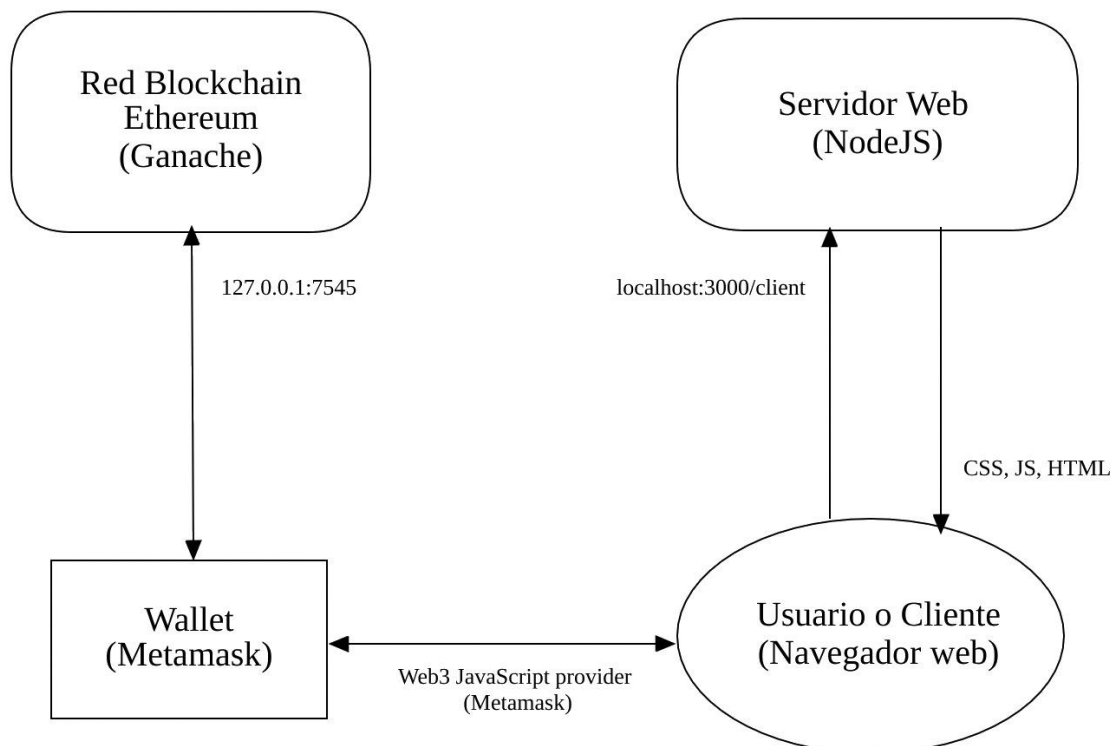 Red Blockchain
Ethereum
(Ganache)
Servidor Web
(NodeJS)
127.0.0.1:7545
localhost:3000/client
CSS, JS, HTML
Wallet
(Metamask)
Web3 JavaScript provider
(Metamask)
Usuario o Cliente
(Navegador web)